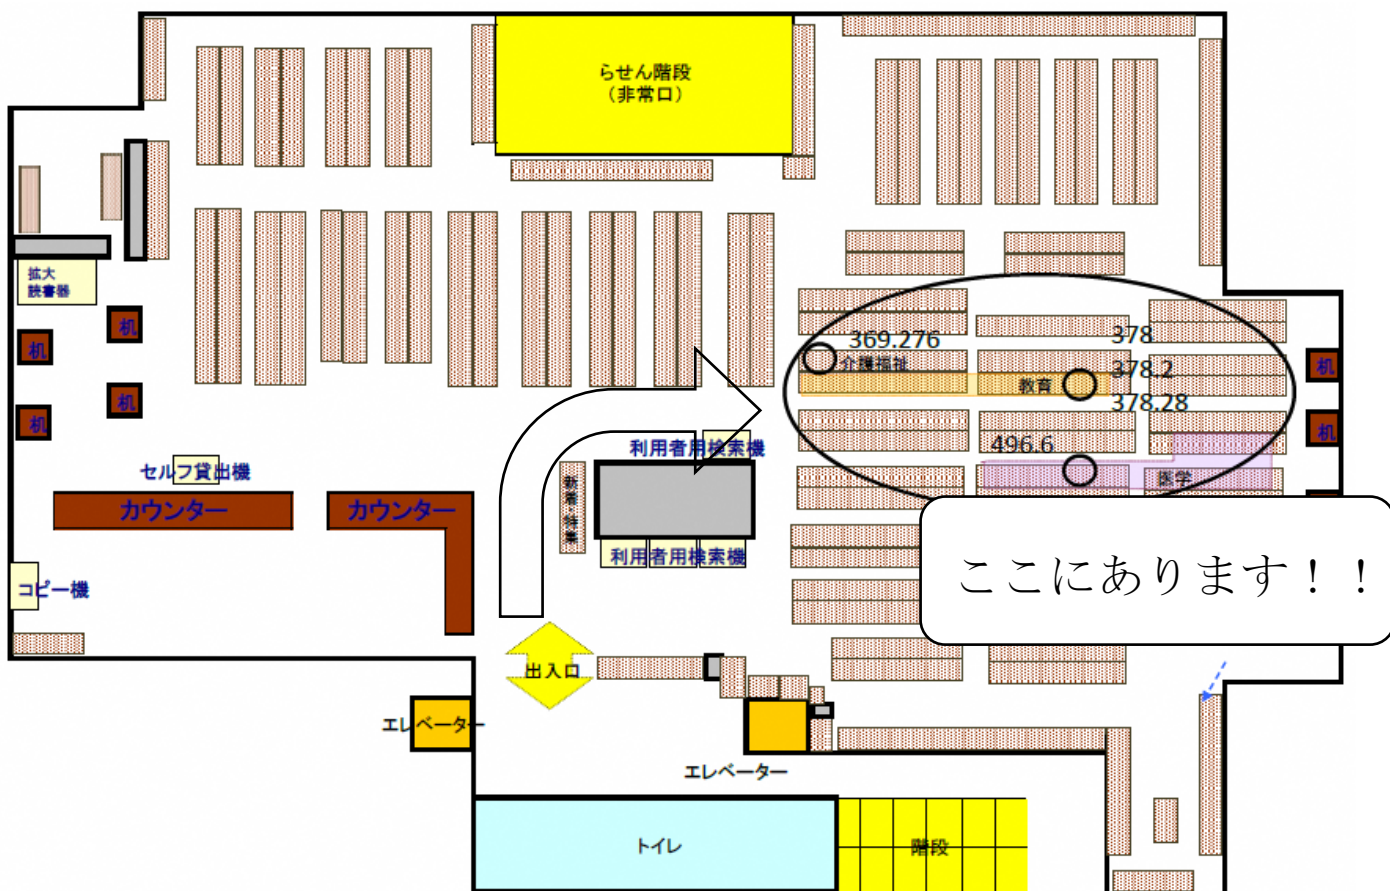 らせん階段
(非常口)
拡大
読書器
机
机
机
机
369.276
介護福祉
378
378.2
378.28
教育
机
机
496.6
医学
利用者用検索機
新着・特集
利用者用検索機
セルフ貸出機
カウンター
カウンター
コピー機
ここにあります！！
出入口
エレベーター
エレベーター
トイレ
階段